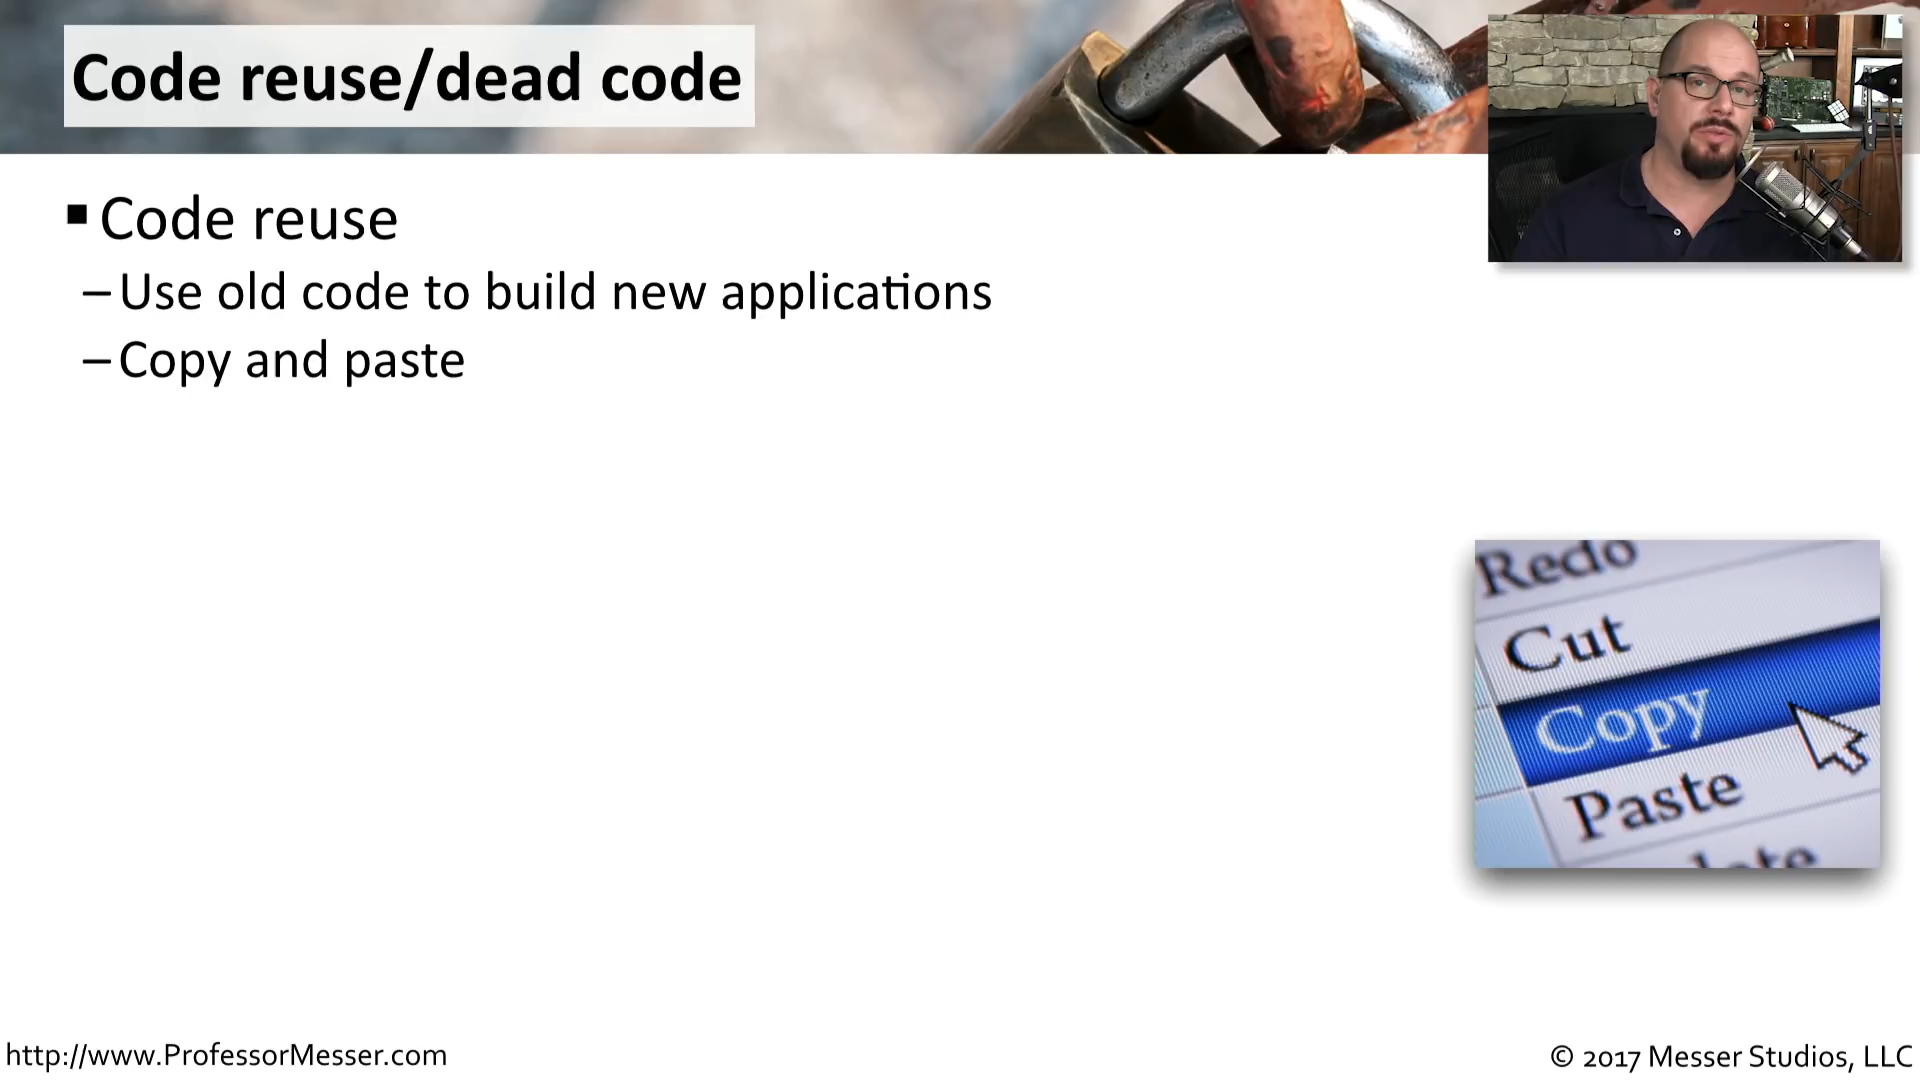 Code reuse/dead code
▪ Code reuse
–Use old code to build new applications
–Copy and paste
Redo
Cut
Copy
Paste
http://www.ProfessorMesser.com
© 2017 Messer Studios, LLC